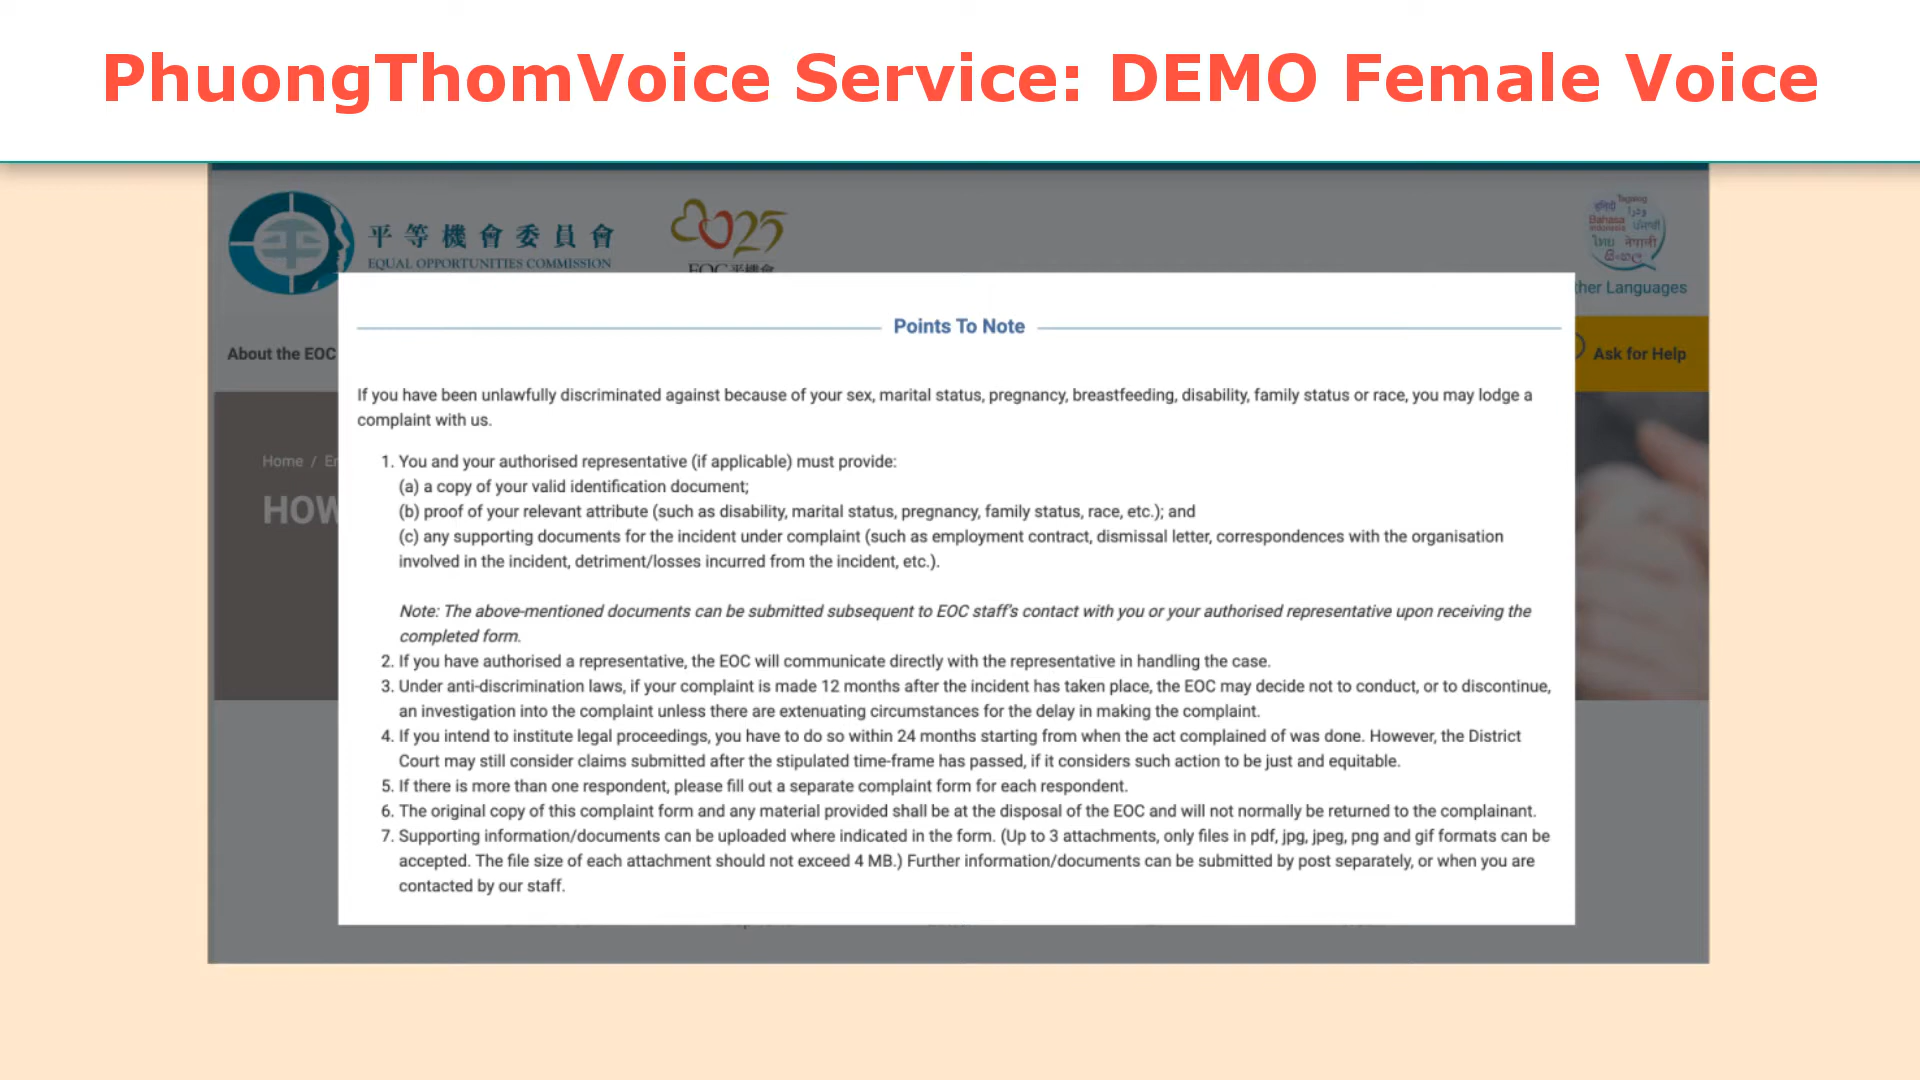 PhuongThomVoice Service: DEMO Female Voice
平等機會委員會
EQUAL OPPORTUNITIES COMMISSION
2025
EOC 平機會
Tagalog
हिन्दी
اردو
Bahasa Indonesia
ਪੰਜਾਬੀ
ไทย नेपाली
සිංහල
ther Languages
About the EOC
Ask for Help
Home / En
HOW
Points To Note
If you have been unlawfully discriminated against because of your sex, marital status, pregnancy, breastfeeding, disability, family status or race, you may lodge a
complaint with us.
1. You and your authorised representative (if applicable) must provide:
(a) a copy of your valid identification document;
(b) proof of your relevant attribute (such as disability, marital status, pregnancy, family status, race, etc.); and
(c) any supporting documents for the incident under complaint (such as employment contract, dismissal letter, correspondences with the organisation
involved in the incident, detriment/losses incurred from the incident, etc.).
Note: The above-mentioned documents can be submitted subsequent to EOC staff's contact with you or your authorised representative upon receiving the
completed form.
2. If you have authorised a representative, the EOC will communicate directly with the representative in handling the case.
3. Under anti-discrimination laws, if your complaint is made 12 months after the incident has taken place, the EOC may decide not to conduct, or to discontinue,
an investigation into the complaint unless there are extenuating circumstances for the delay in making the complaint.
4. If you intend to institute legal proceedings, you have to do so within 24 months starting from when the act complained of was done. However, the District
Court may still consider claims submitted after the stipulated time-frame has passed, if it considers such action to be just and equitable.
5. If there is more than one respondent, please fill out a separate complaint form for each respondent.
6. The original copy of this complaint form and any material provided shall be at the disposal of the EOC and will not normally be returned to the complainant.
7. Supporting information/documents can be uploaded where indicated in the form. (Up to 3 attachments, only files in pdf, jpg, jpeg, png and gif formats can be
accepted. The file size of each attachment should not exceed 4 MB.) Further information/documents can be submitted by post separately, or when you are
contacted by our staff.